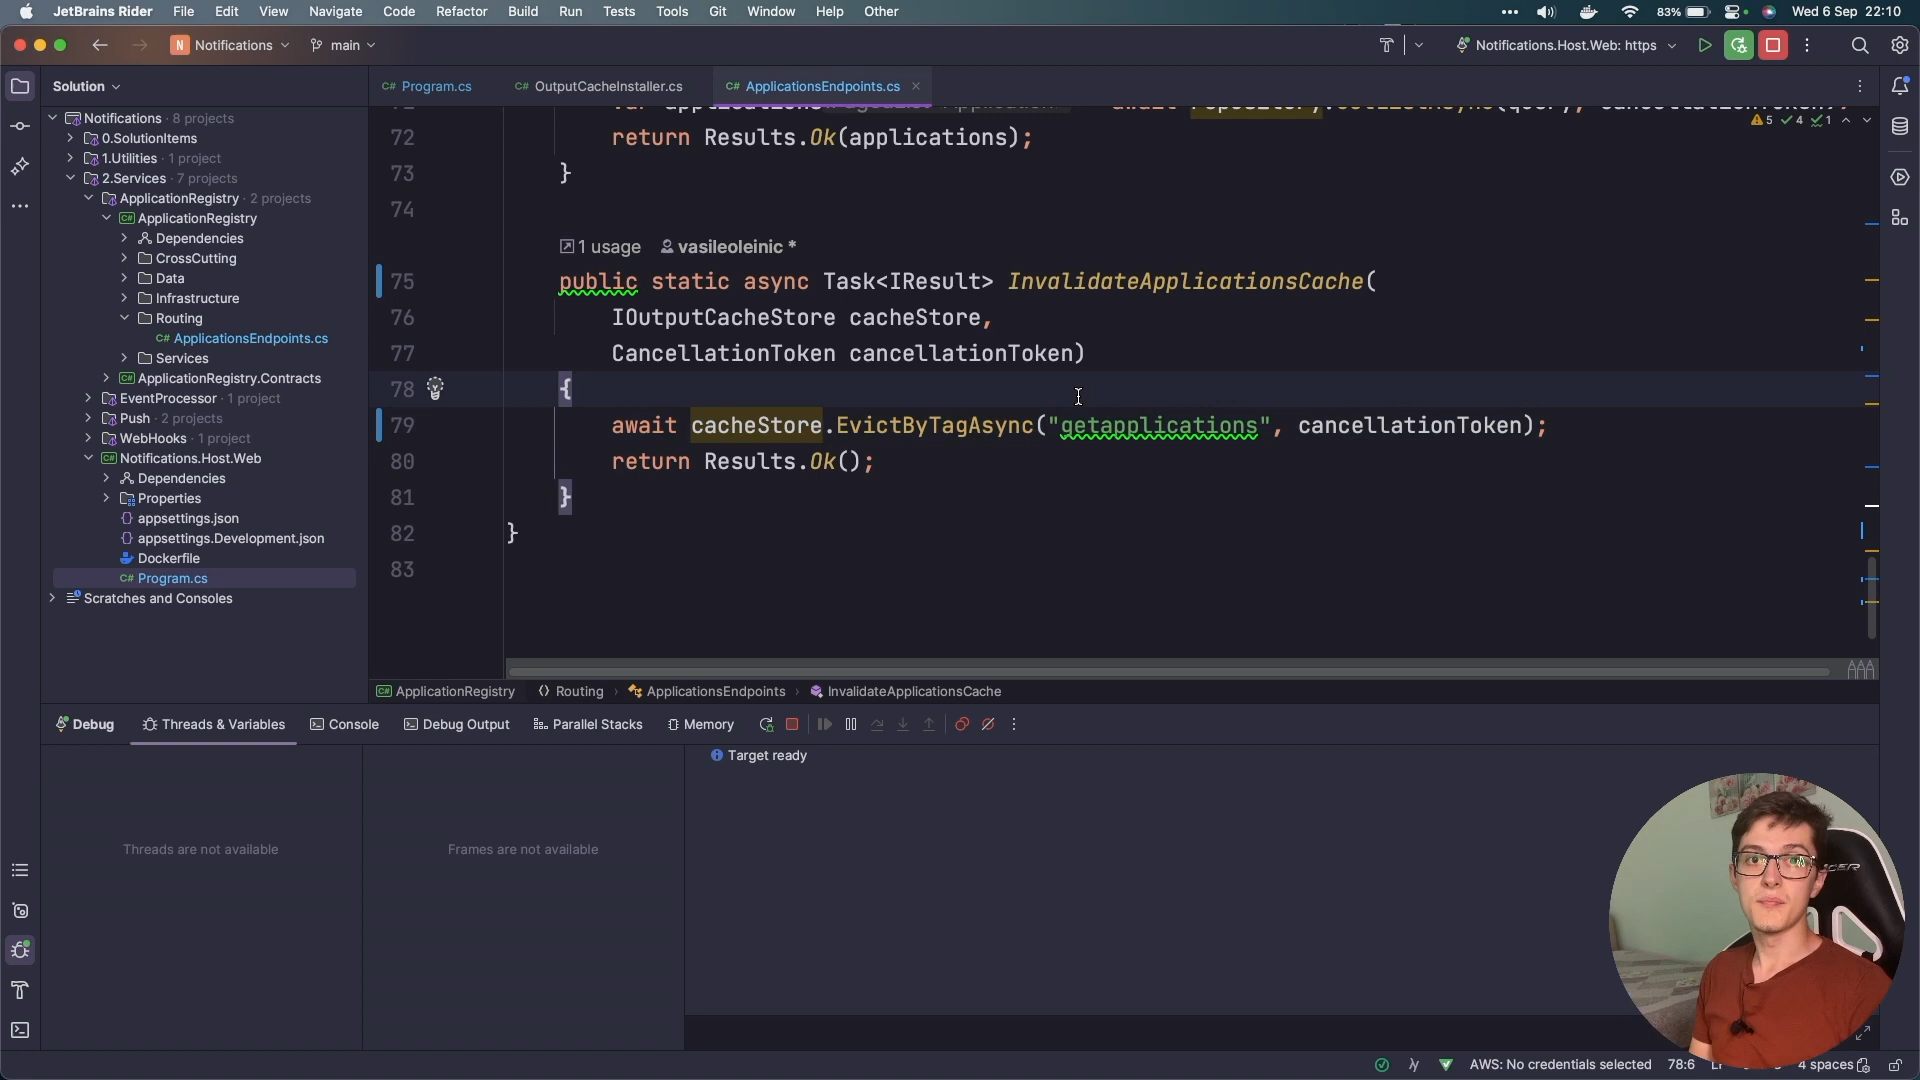 JetBrains Rider File Edit View Navigate Code Refactor Build Run Tests Tools Git Window Help Other 83% Wed 6 Sep 22:10
N Notifications main Notifications.Host.Web: https
Solution
C# Program.cs C# OutputCacheInstaller.cs C# ApplicationsEndpoints.cs
Notifications · 8 projects
0.SolutionItems
1.Utilities · 1 project
2.Services · 7 projects
ApplicationRegistry · 2 projects
C# ApplicationRegistry
Dependencies
CrossCutting
Data
Infrastructure
Routing
C# ApplicationsEndpoints.cs
Services
C# ApplicationRegistry.Contracts
EventProcessor · 1 project
Push · 2 projects
WebHooks · 1 project
C# Notifications.Host.Web
Dependencies
Properties
appsettings.json
appsettings.Development.json
Dockerfile
C# Program.cs
Scratches and Consoles
5 4 1
72 return Results.Ok(applications);
73 }
74
1 usage vasileoleinic *
75 public static async Task<IResult> InvalidateApplicationsCache(
76 IOutputCacheStore cacheStore,
77 CancellationToken cancellationToken)
78 {
79 await cacheStore.EvictByTagAsync("getapplications", cancellationToken);
80 return Results.Ok();
81 }
82 }
83
C# ApplicationRegistry Routing ApplicationsEndpoints InvalidateApplicationsCache
Debug Threads & Variables Console Debug Output Parallel Stacks Memory
Target ready
Threads are not available
Frames are not available
AWS: No credentials selected 78:6 4 spaces